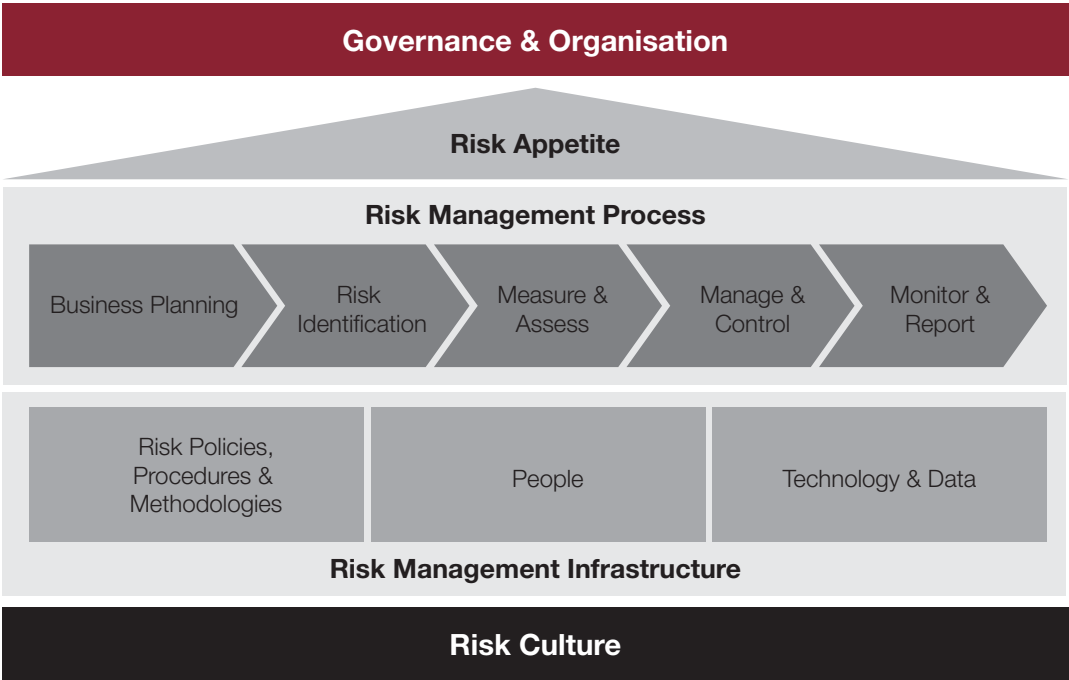 Governance & Organisation
Risk Appetite
Risk Management Process
Business Planning
Risk
Identification
Measure &
Assess
Manage &
Control
Monitor &
Report
Risk Policies,
Procedures &
Methodologies
People
Technology & Data
Risk Management Infrastructure
Risk Culture